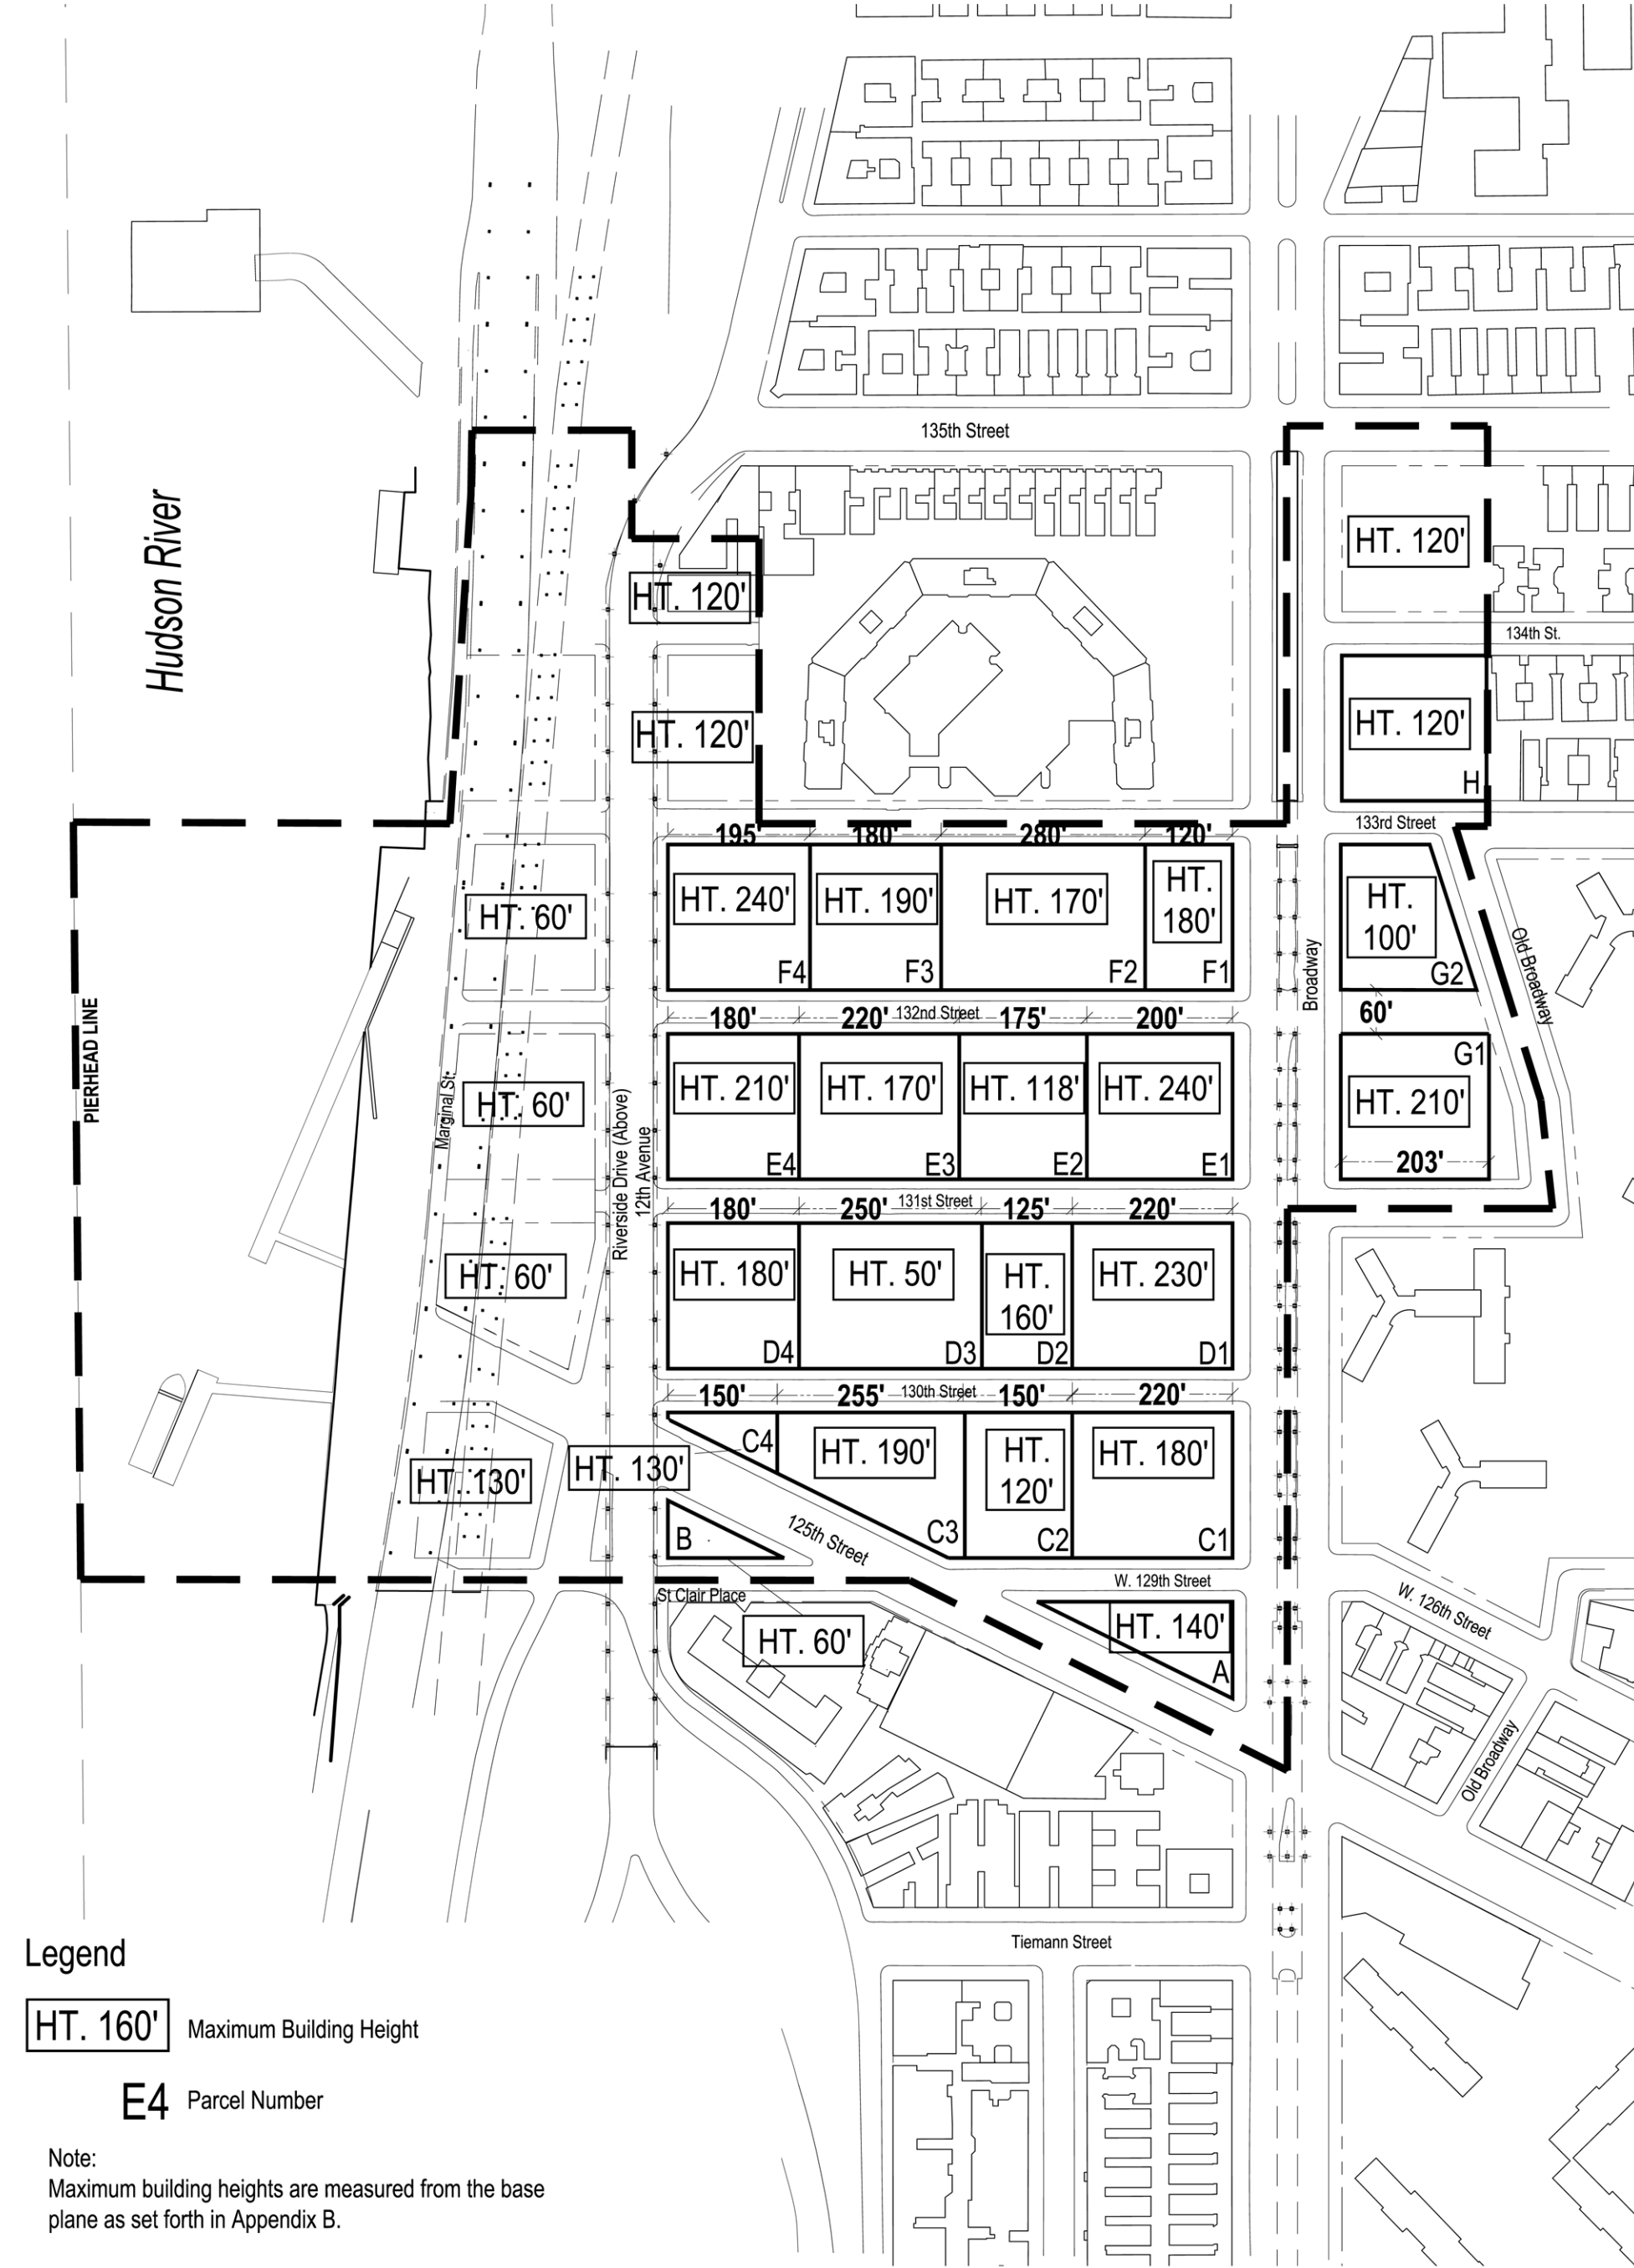 135th Street
Hudson River
HT. 120'
HT. 120'
134th St.
HT. 120'
HT. 120'
H
133rd Street
195' 180' 280' 120'
HT. 240' HT. 190' HT. 170' HT.
180'
HT.
100'
HT. 60'
F4 F3 F2 F1 G2
Broadway
Old Broadway
PIERHEAD LINE
180' 220' 132nd Street 175' 200'
60'
G1
HT. 60'
HT. 210' HT. 170' HT. 118' HT. 240' HT. 210'
Marginal St.
Riverside Drive (Above)
12th Avenue
E4 E3 E2 E1
203'
180' 250' 131st Street 125' 220'
HT. 60'
HT. 180' HT. 50' HT.
160'
HT. 230'
D4 D3 D2 D1
150' 255' 130th Street 150' 220'
C4
HT. 130'
HT. 130'
HT. 190' HT.
120'
HT. 180'
B
125th Street
C3 C2 C1
W. 129th Street
St Clair Place
W. 126th Street
HT. 60'
HT. 140'
A
Old Broadway
Tiemann Street
Legend
HT. 160' Maximum Building Height
E4 Parcel Number
Note:
Maximum building heights are measured from the base
plane as set forth in Appendix B.